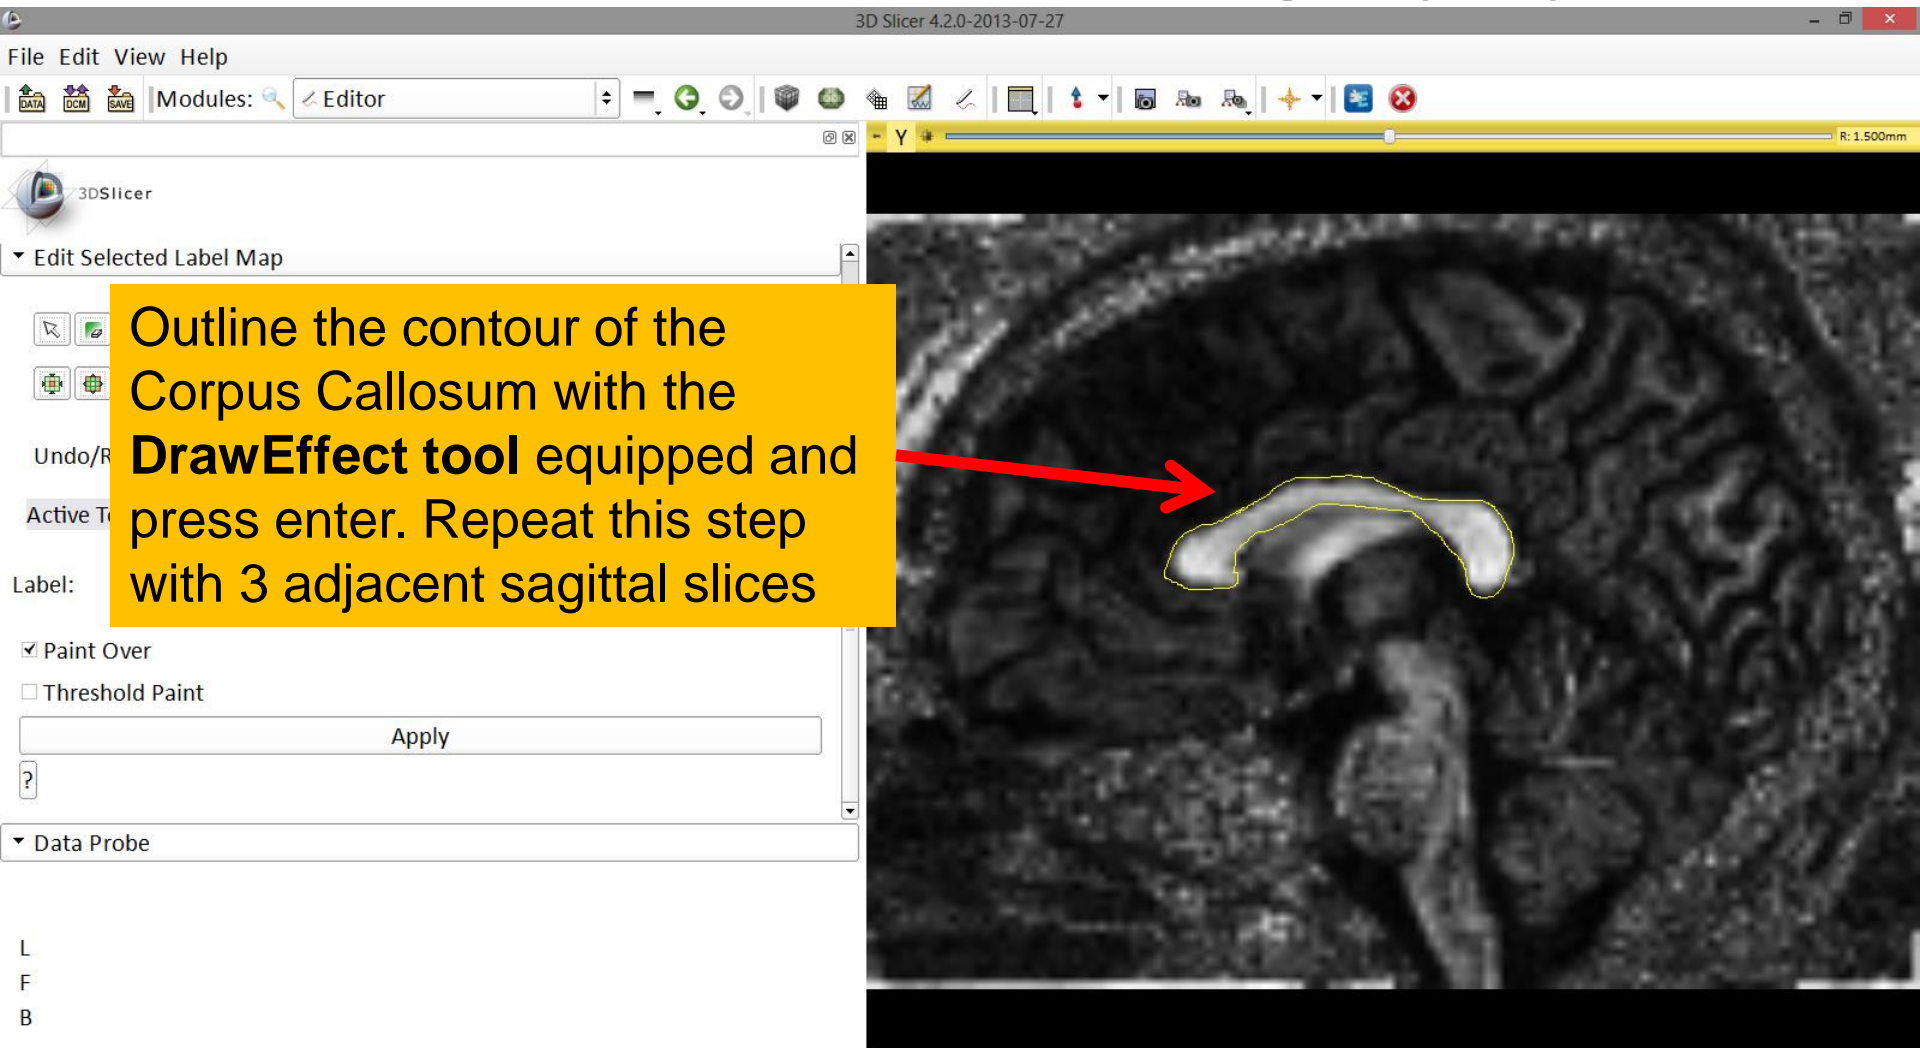 3D Slicer 4.2.0-2013-07-27
File Edit View Help
DATA DCM SAVE Modules: Editor
Y R: 1.500mm
3DSlicer
Edit Selected Label Map
Outline the contour of the
Corpus Callosum with the
DrawEffect tool equipped and
press enter. Repeat this step
with 3 adjacent sagittal slices
Undo/R
Active T
Label:
Paint Over
Threshold Paint
Apply
?
Data Probe
L
F
B